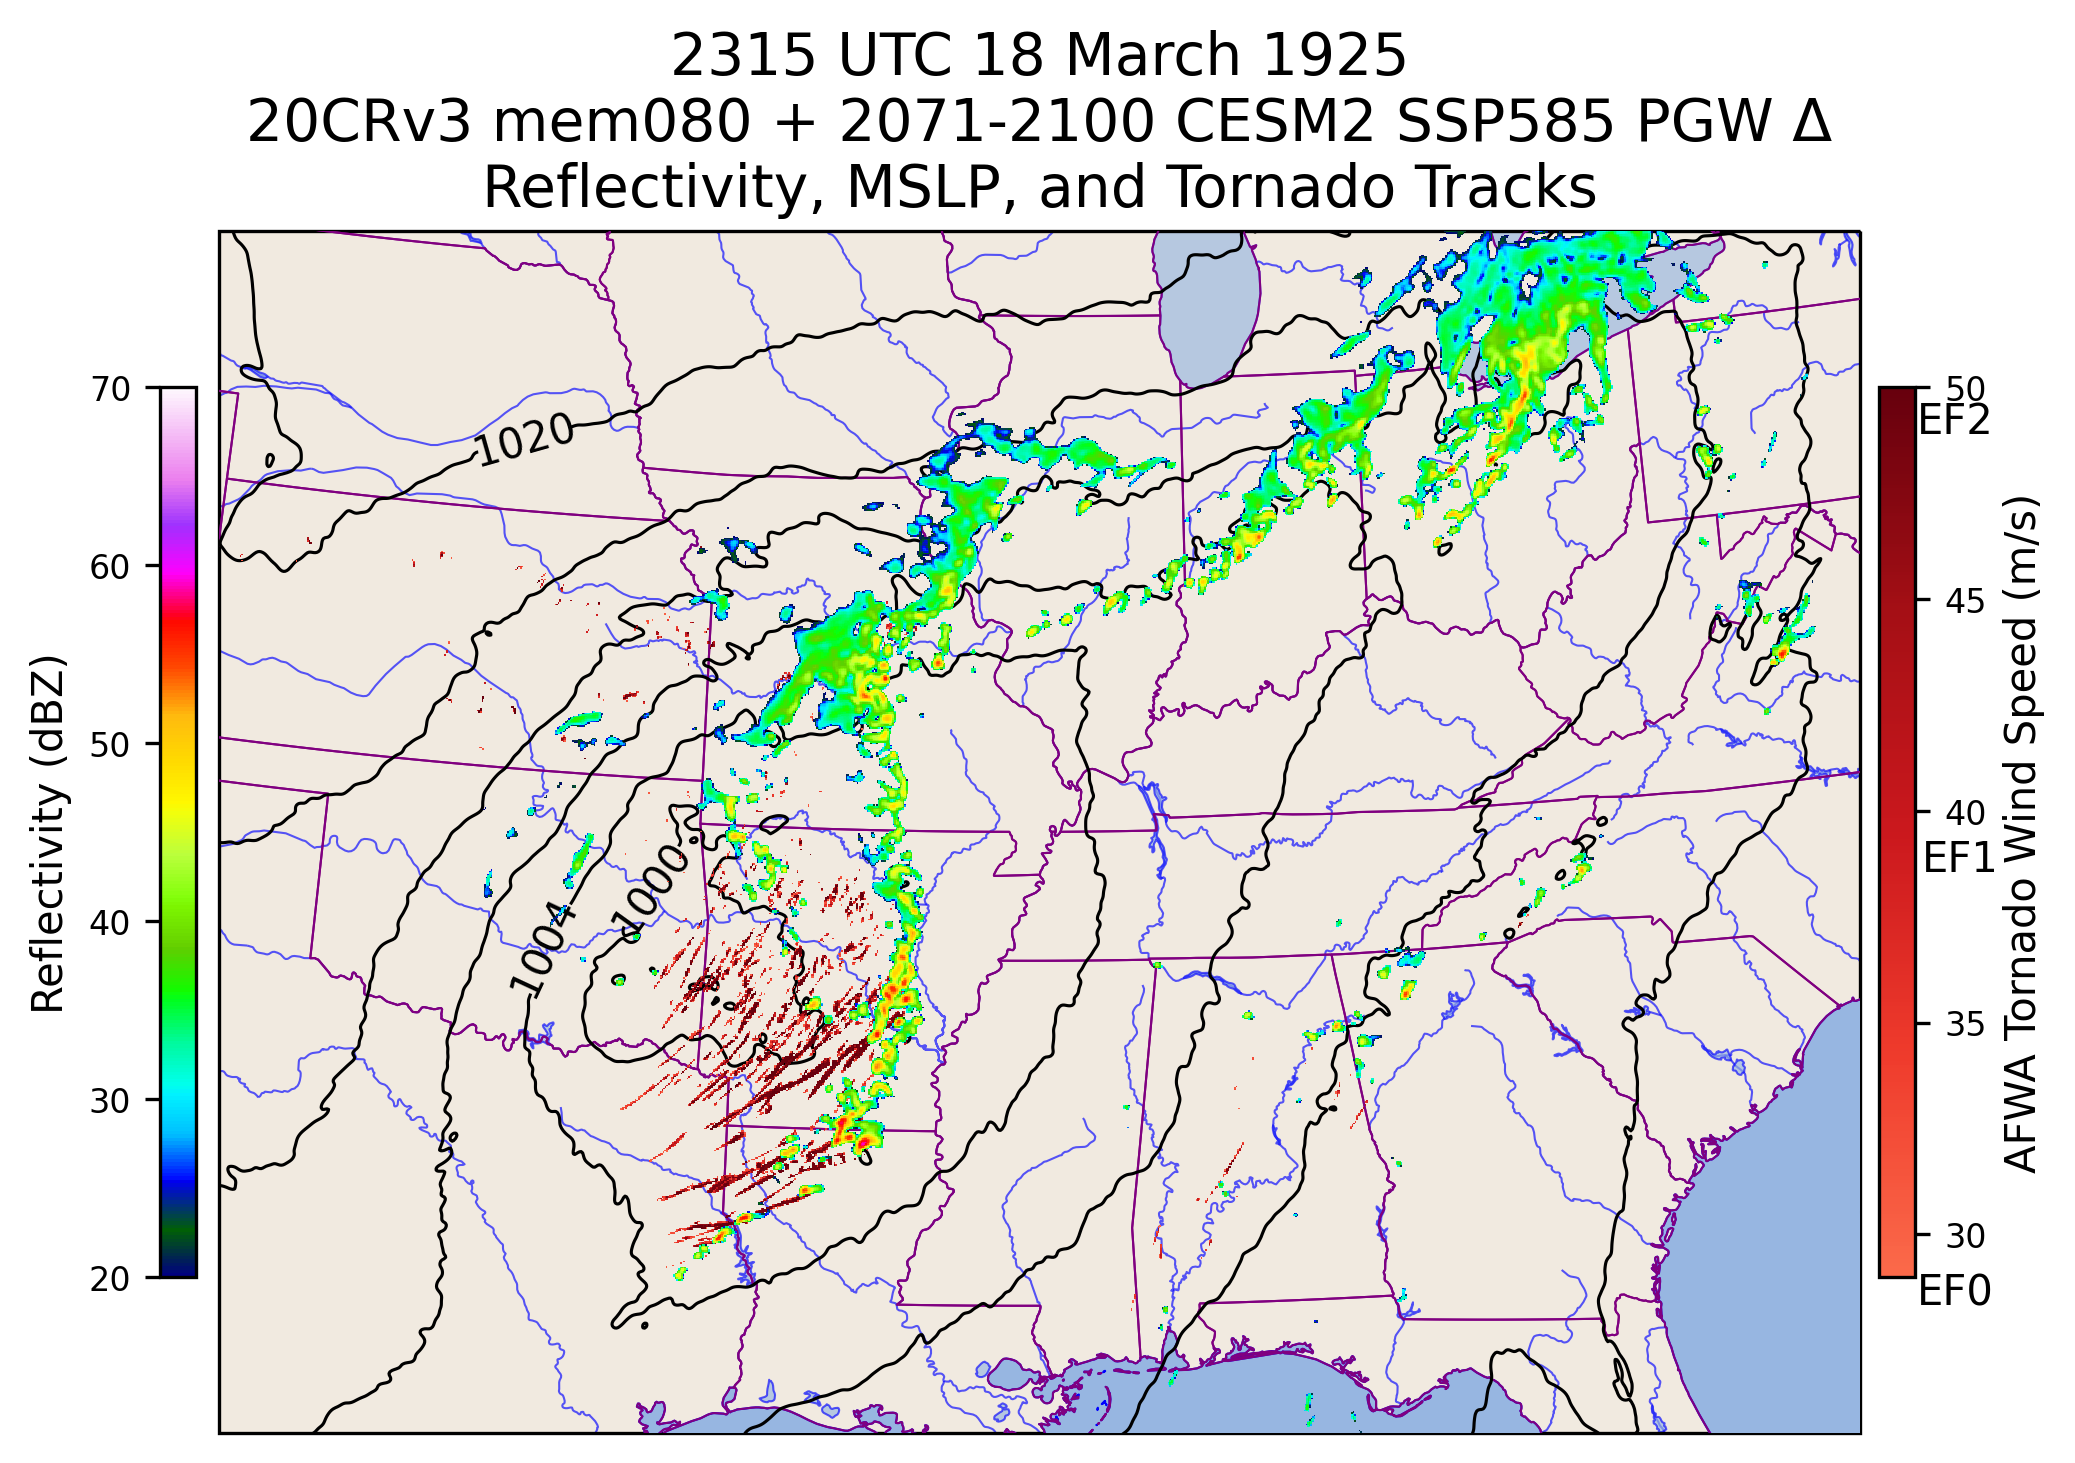 2315 UTC 18 March 1925
20CRv3 mem080 + 2071-2100 CESM2 SSP585 PGW Δ
Reflectivity, MSLP, and Tornado Tracks
70
60
50
40
30
20
Reflectivity (dBZ)
1020
1000
1004
50
EF2
45
40
EF1
35
30
EF0
AFWA Tornado Wind Speed (m/s)